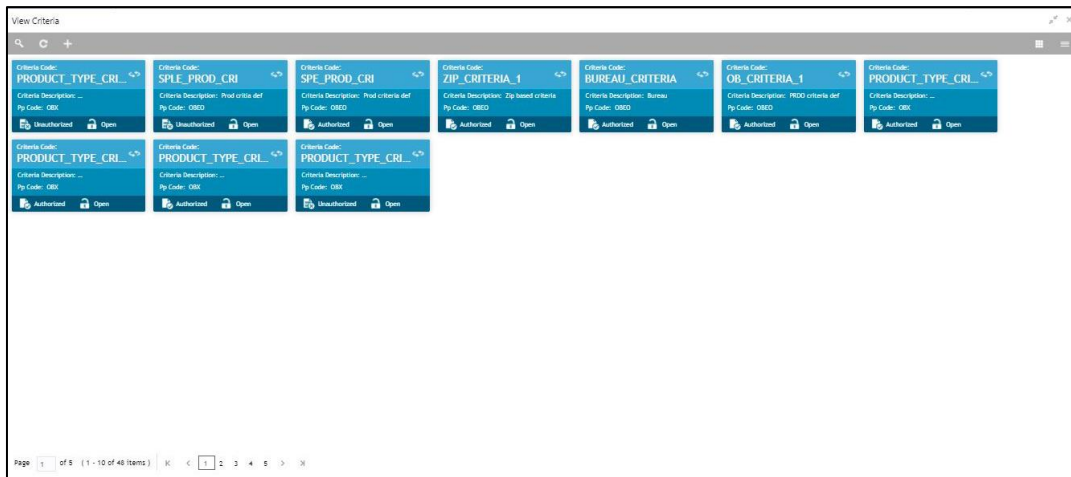 View Criteria
Criteria Code:
PRODUCT_TYPE_CRI...
Criteria Description: ...
Pp Code: OBX
Unauthorized Open
Criteria Code:
SPLE_PROD_CRI
Criteria Description: Prod critia def
Pp Code: OBEO
Unauthorized Open
Criteria Code:
SPE_PROD_CRI
Criteria Description: Prod criteria def
Pp Code: OBEO
Authorized Open
Criteria Code:
ZIP_CRITERIA_1
Criteria Description: Zip based criteria
Pp Code: OBEO
Authorized Open
Criteria Code:
BUREAU_CRITERIA
Criteria Description: Bureau
Pp Code: OBEO
Authorized Open
Criteria Code:
OB_CRITERIA_1
Criteria Description: PROD criteria def
Pp Code: OBEO
Authorized Open
Criteria Code:
PRODUCT_TYPE_CRI...
Criteria Description: ...
Pp Code: OBX
Authorized Open
Criteria Code:
PRODUCT_TYPE_CRI...
Criteria Description: ...
Pp Code: OBX
Authorized Open
Criteria Code:
PRODUCT_TYPE_CRI...
Criteria Description: ...
Pp Code: OBX
Authorized Open
Criteria Code:
PRODUCT_TYPE_CRI...
Criteria Description: ...
Pp Code: OBX
Unauthorized Open
Page 1 of 5 (1 - 10 of 48 items) 1 2 3 4 5